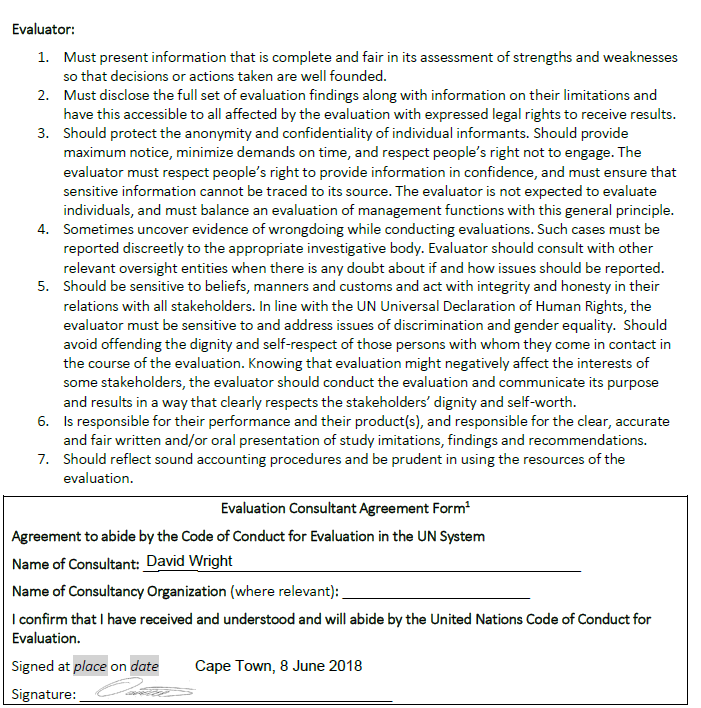 Evaluator:
1. Must present information that is complete and fair in its assessment of strengths and weaknesses
so that decisions or actions taken are well founded.
2. Must disclose the full set of evaluation findings along with information on their limitations and
have this accessible to all affected by the evaluation with expressed legal rights to receive results.
3. Should protect the anonymity and confidentiality of individual informants. Should provide
maximum notice, minimize demands on time, and respect people's right not to engage. The
evaluator must respect people's right to provide information in confidence, and must ensure that
sensitive information cannot be traced to its source. The evaluator is not expected to evaluate
individuals, and must balance an evaluation of management functions with this general principle.
4. Sometimes uncover evidence of wrongdoing while conducting evaluations. Such cases must be
reported discreetly to the appropriate investigative body. Evaluator should consult with other
relevant oversight entities when there is any doubt about if and how issues should be reported.
5. Should be sensitive to beliefs, manners and customs and act with integrity and honesty in their
relations with all stakeholders. In line with the UN Universal Declaration of Human Rights, the
evaluator must be sensitive to and address issues of discrimination and gender equality. Should
avoid offending the dignity and self-respect of those persons with whom they come in contact in
the course of the evaluation. Knowing that evaluation might negatively affect the interests of
some stakeholders, the evaluator should conduct the evaluation and communicate its purpose
and results in a way that clearly respects the stakeholders' dignity and self-worth.
6. Is responsible for their performance and their product(s), and responsible for the clear, accurate
and fair written and/or oral presentation of study imitations, findings and recommendations.
7. Should reflect sound accounting procedures and be prudent in using the resources of the
evaluation.
Evaluation Consultant Agreement Form¹
Agreement to abide by the Code of Conduct for Evaluation in the UN System
Name of Consultant: David Wright
Name of Consultancy Organization (where relevant):
I confirm that I have received and understood and will abide by the United Nations Code of Conduct for
Evaluation.
Signed at place on date Cape Town, 8 June 2018
Signature: